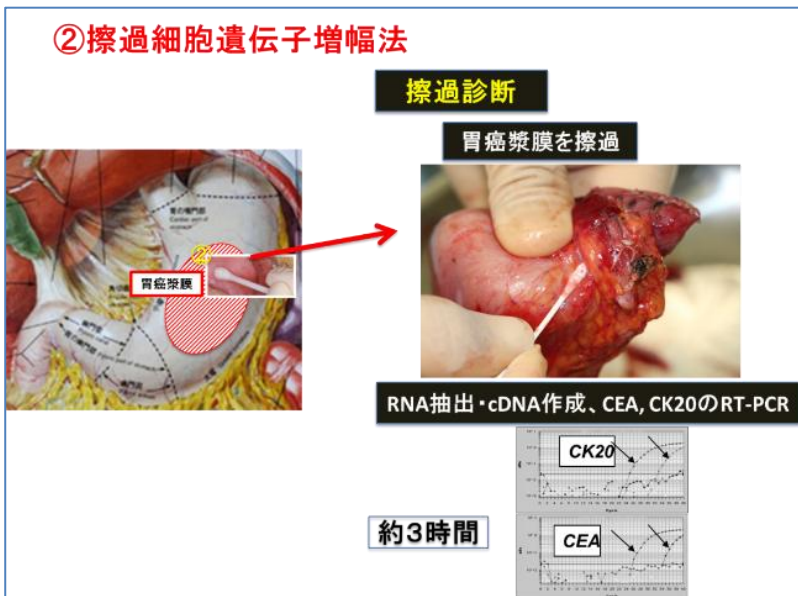 ②擦過細胞遺伝子増幅法
擦過診断
胃癌漿膜を擦過
②
胃癌漿膜
RNA抽出・cDNA作成、CEA, CK20のRT-PCR
CK20
約3時間
CEA